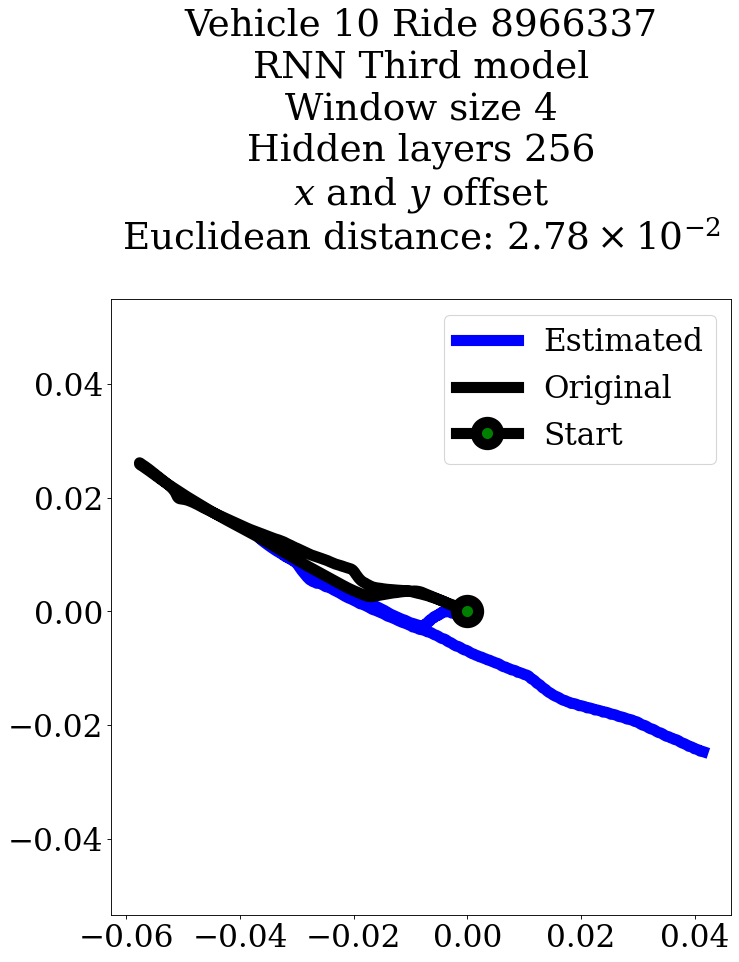 Vehicle 10 Ride 8966337
RNN Third model
Window size 4
Hidden layers 256
x and y offset
Euclidean distance: 2.78 × 10⁻²
Estimated
Original
Start
0.04
0.02
0.00
−0.02
−0.04
−0.06 −0.04 −0.02 0.00 0.02 0.04